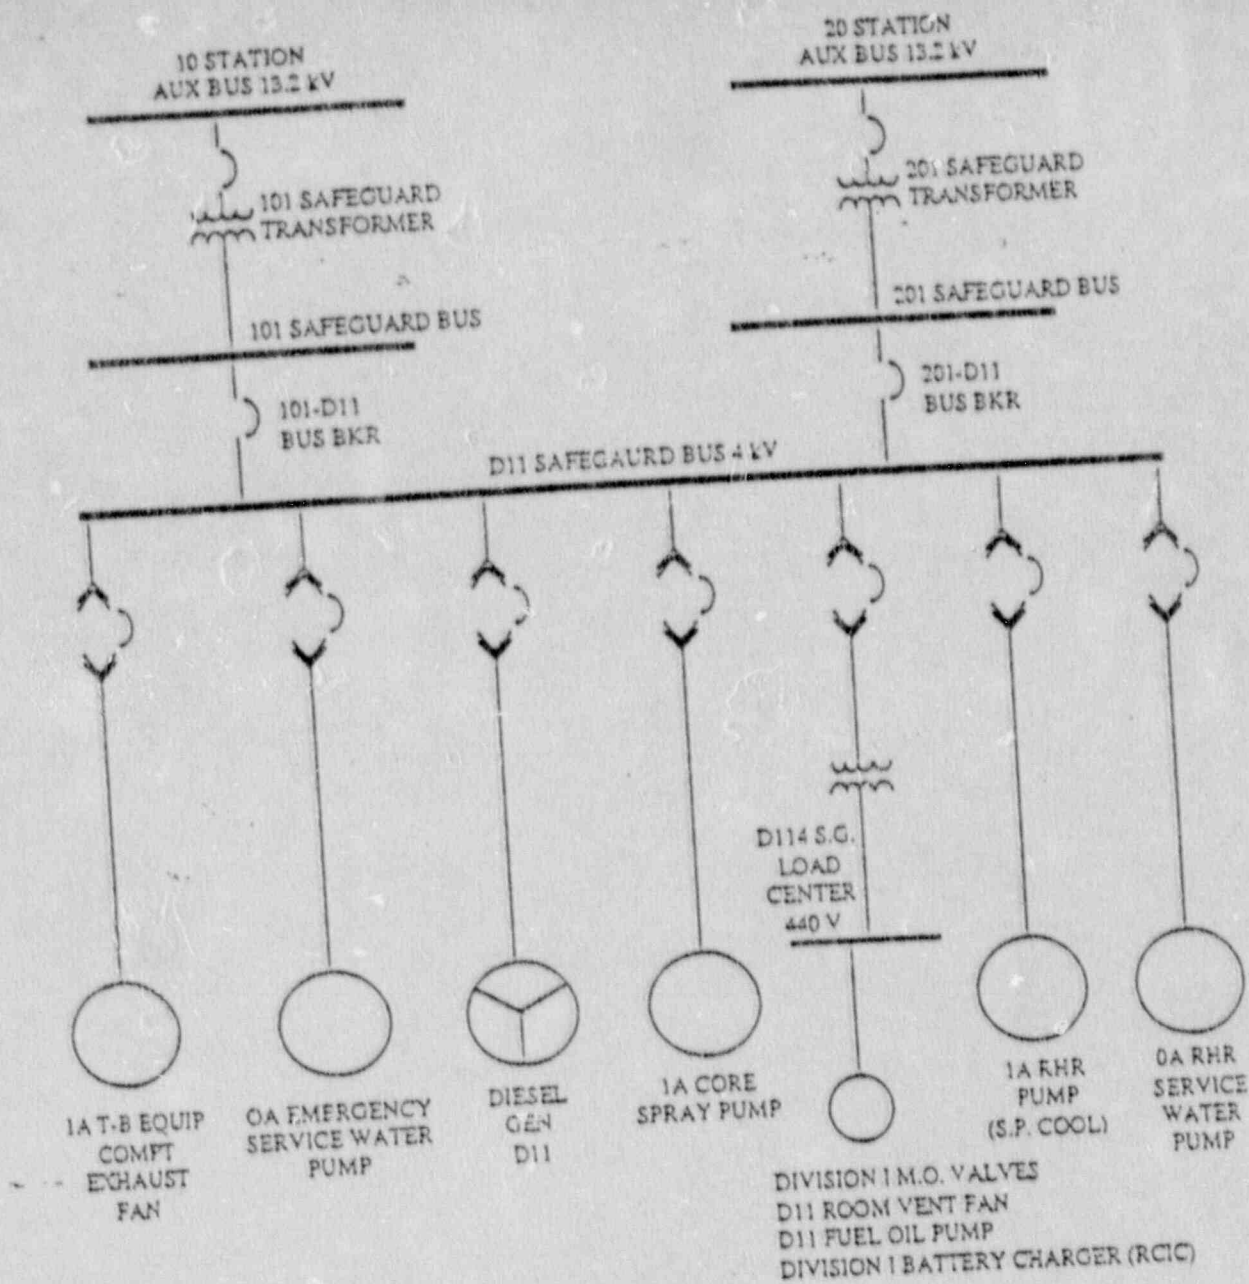 10 STATION
AUX BUS 13.2 kV
20 STATION
AUX BUS 13.2 kV
101 SAFEGUARD
TRANSFORMER
201 SAFEGUARD
TRANSFORMER
101 SAFEGUARD BUS
201 SAFEGUARD BUS
101-D11
BUS BKR
201-D11
BUS BKR
D11 SAFEGAURD BUS 4 kV
D114 S.G.
LOAD
CENTER
440 V
1A T-B EQUIP
COMPT
EXHAUST
FAN
0A EMERGENCY
SERVICE WATER
PUMP
DIESEL
GEN
D11
1A CORE
SPRAY PUMP
DIVISION I M.O. VALVES
D11 ROOM VENT FAN
D11 FUEL OIL PUMP
DIVISION I BATTERY CHARGER (RCIC)
1A RHR
PUMP
(S.P. COOL)
0A RHR
SERVICE
WATER
PUMP